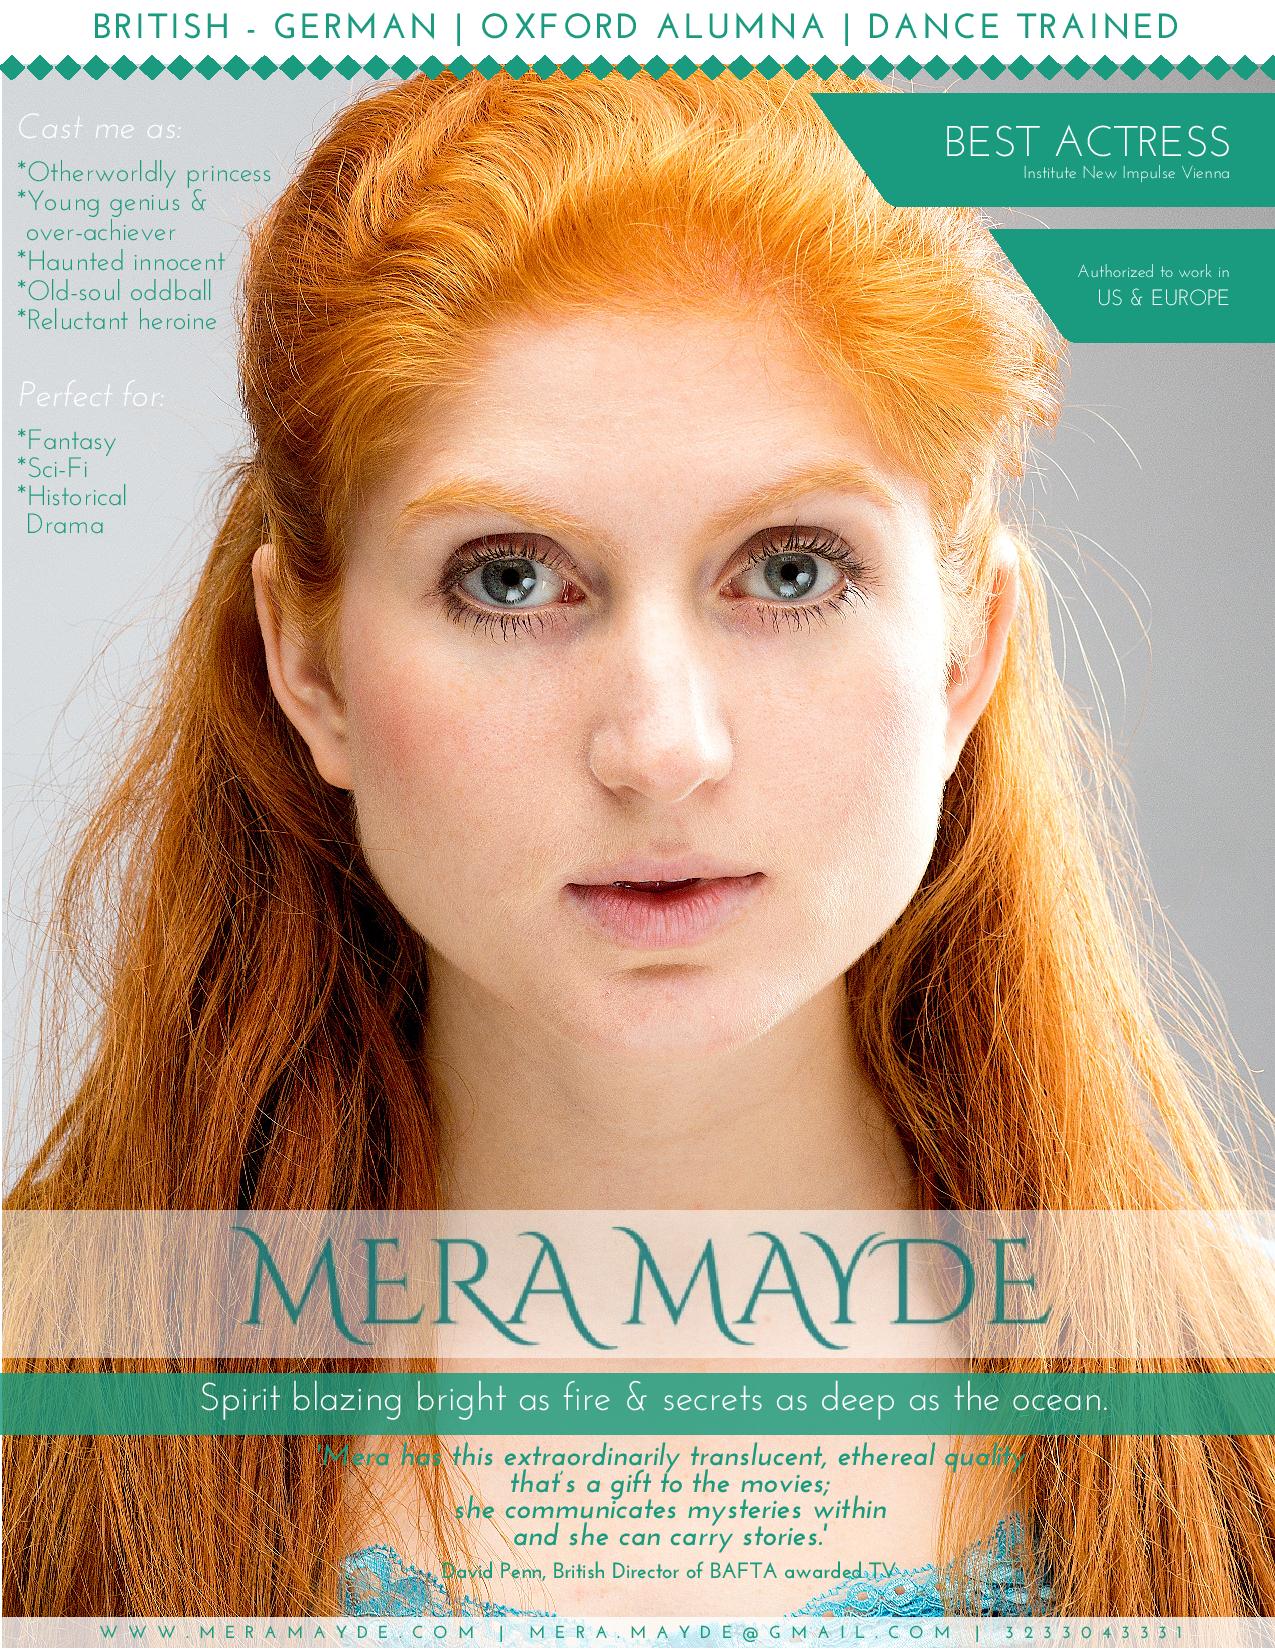 BRITISH - GERMAN | OXFORD ALUMNA | DANCE TRAINED
Cast me as:
*Otherworldly princess
*Young genius &
over-achiever
*Haunted innocent
*Old-soul oddball
*Reluctant heroine
Perfect for:
*Fantasy
*Sci-Fi
*Historical
Drama
BEST ACTRESS
Institute New Impulse Vienna
Authorized to work in
US & EUROPE
MERA MAYDE
Spirit blazing bright as fire & secrets as deep as the ocean.
'Mera has this extraordinarily translucent, ethereal quality
that's a gift to the movies;
she communicates mysteries within
and she can carry stories.'
David Penn, British Director of BAFTA awarded TV
WWW.MERAMAYDE.COM | MERA.MAYDE@GMAIL.COM | 3233043331